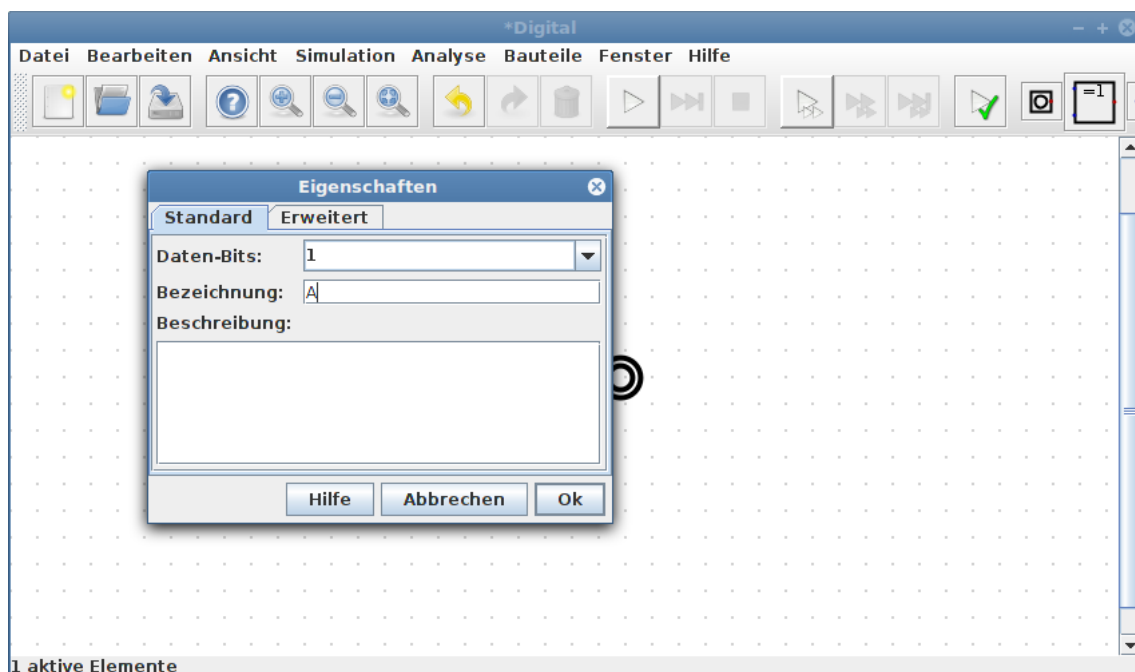 *Digital
Datei Bearbeiten Ansicht Simulation Analyse Bauteile Fenster Hilfe
=1
Eigenschaften
Standard Erweitert
Daten-Bits: 1
Bezeichnung: A
Beschreibung:
Hilfe Abbrechen Ok
1 aktive Elemente